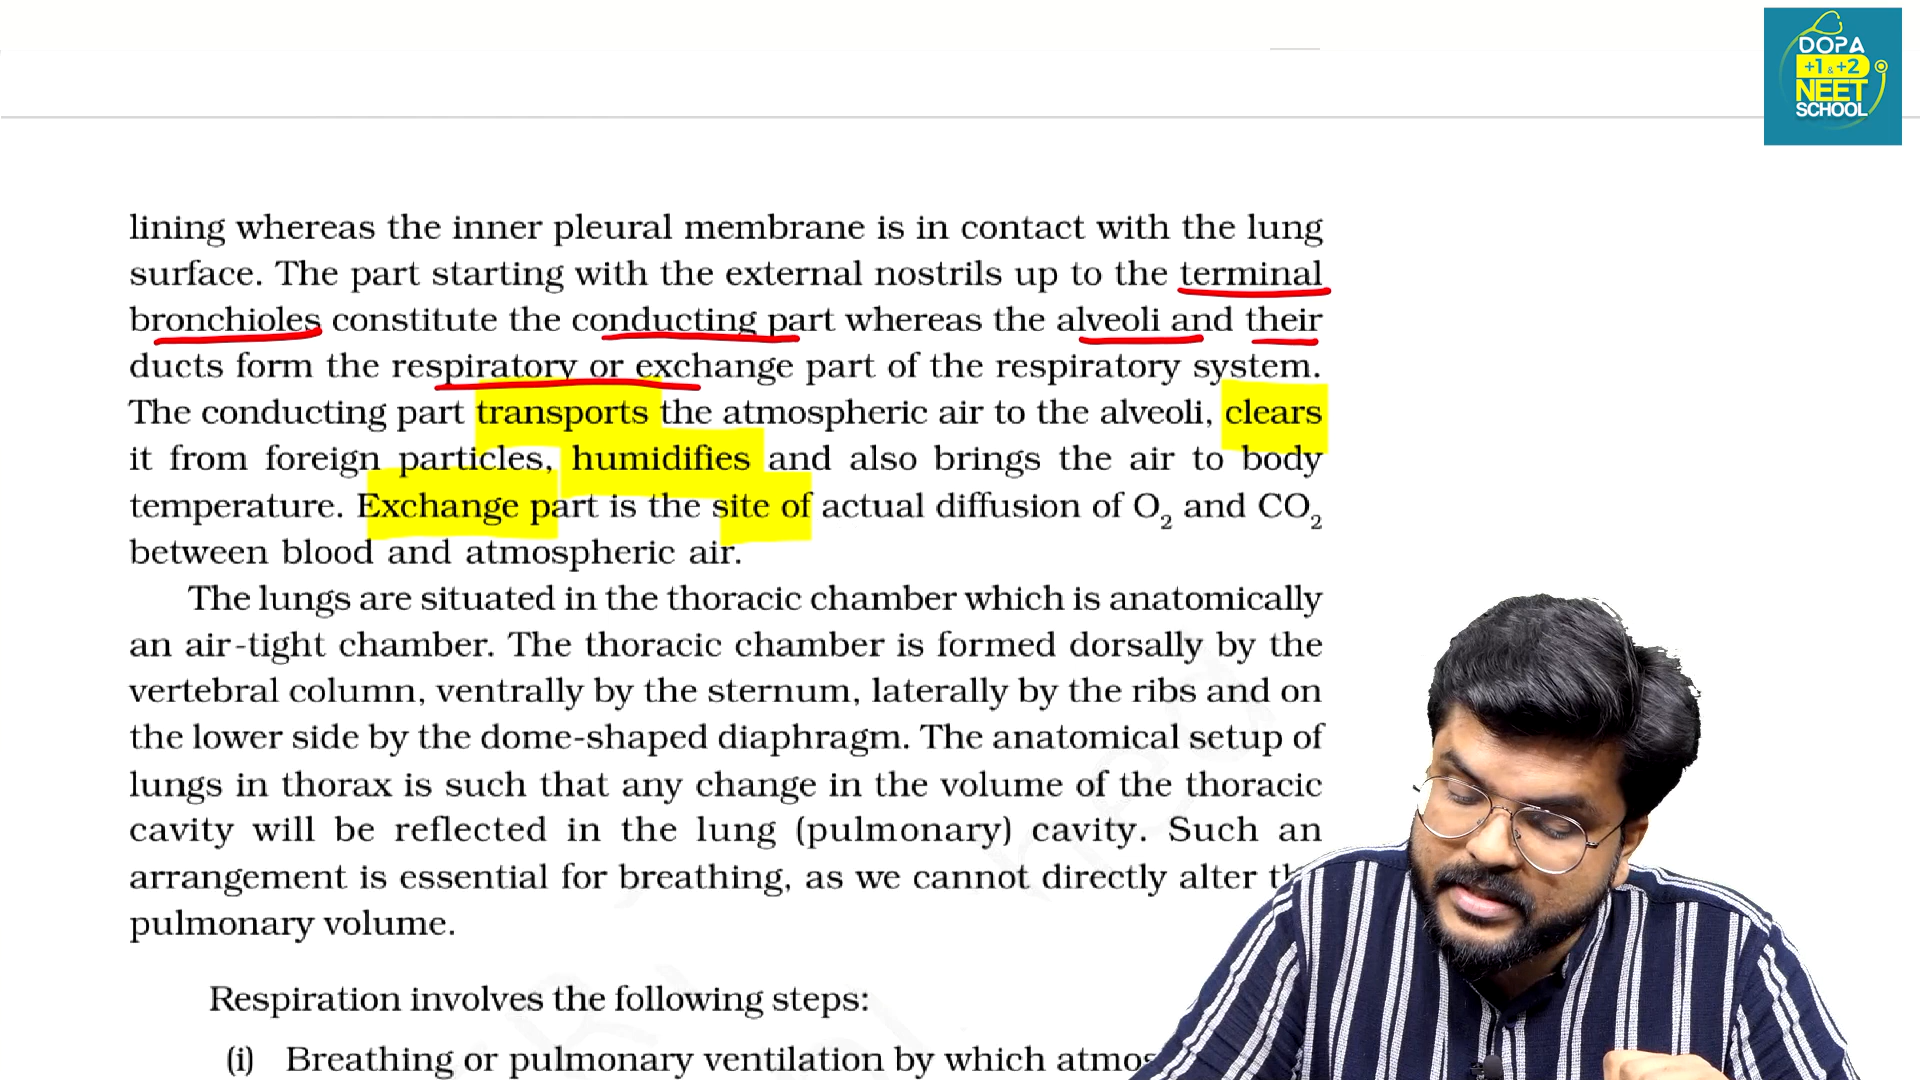 DOPA
+1 & +2
NEET
SCHOOL
lining whereas the inner pleural membrane is in contact with the lung
surface. The part starting with the external nostrils up to the terminal
bronchioles constitute the conducting part whereas the alveoli and their
ducts form the respiratory or exchange part of the respiratory system.
The conducting part transports the atmospheric air to the alveoli, clears
it from foreign particles, humidifies and also brings the air to body
temperature. Exchange part is the site of actual diffusion of O₂ and CO₂
between blood and atmospheric air.
The lungs are situated in the thoracic chamber which is anatomically
an air-tight chamber. The thoracic chamber is formed dorsally by the
vertebral column, ventrally by the sternum, laterally by the ribs and on
the lower side by the dome-shaped diaphragm. The anatomical setup of
lungs in thorax is such that any change in the volume of the thoracic
cavity will be reflected in the lung (pulmonary) cavity. Such an
arrangement is essential for breathing, as we cannot directly alter
pulmonary volume.
Respiration involves the following steps:
(i) Breathing or pulmonary ventilation by which